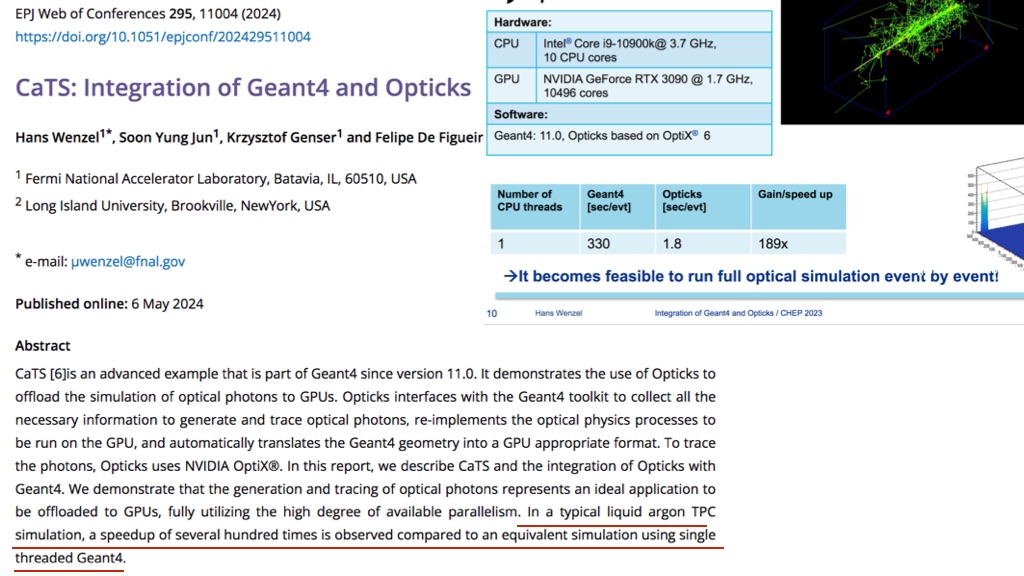 EPJ Web of Conferences 295, 11004 (2024)
https://doi.org/10.1051/epjconf/202429511004
CaTS: Integration of Geant4 and Opticks
Hans Wenzel1*, Soon Yung Jun1, Krzysztof Genser1 and Felipe De Figueir
1 Fermi National Accelerator Laboratory, Batavia, IL, 60510, USA
2 Long Island University, Brookville, NewYork, USA
* e-mail: µwenzel@fnal.gov
Published online: 6 May 2024
Hardware:
CPU Intel® Core i9-10900k@ 3.7 GHz,
10 CPU cores
GPU NVIDIA GeForce RTX 3090 @ 1.7 GHz,
10496 cores
Software:
Geant4: 11.0, Opticks based on OptiX® 6
Number of CPU threads Geant4 [sec/evt] Opticks [sec/evt] Gain/speed up
1 330 1.8 189x
→It becomes feasible to run full optical simulation event by event!
10 Hans Wenzel Integration of Geant4 and Opticks / CHEP 2023
Abstract
CaTS [6]is an advanced example that is part of Geant4 since version 11.0. It demonstrates the use of Opticks to
offload the simulation of optical photons to GPUs. Opticks interfaces with the Geant4 toolkit to collect all the
necessary information to generate and trace optical photons, re-implements the optical physics processes to
be run on the GPU, and automatically translates the Geant4 geometry into a GPU appropriate format. To trace
the photons, Opticks uses NVIDIA OptiX®. In this report, we describe CaTS and the integration of Opticks with
Geant4. We demonstrate that the generation and tracing of optical photons represents an ideal application to
be offloaded to GPUs, fully utilizing the high degree of available parallelism. In a typical liquid argon TPC
simulation, a speedup of several hundred times is observed compared to an equivalent simulation using single
threaded Geant4.